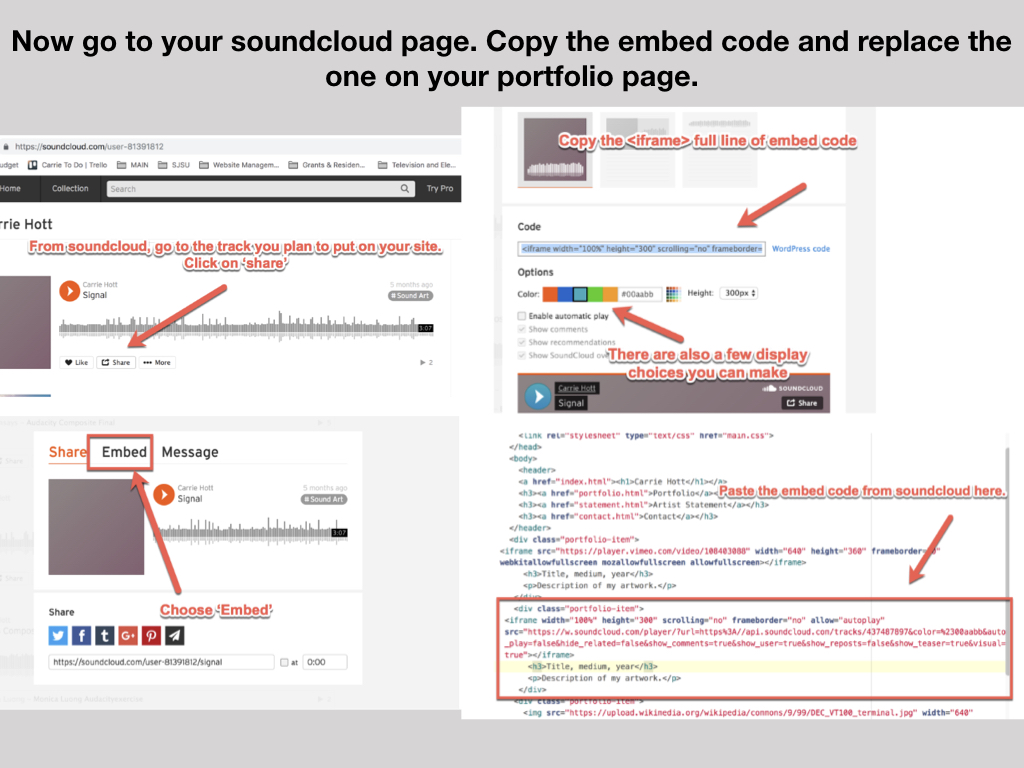 Now go to your soundcloud page. Copy the embed code and replace the
one on your portfolio page.
https://soundcloud.com/user-81391812
udget Carrie To Do | Trello MAIN SJSU Website Managem... Grants & Residen... Television and Ele...
Home Collection Search Try Pro
rrie Hott
From soundcloud, go to the track you plan to put on your site.
Click on 'share'
Carrie Hott 5 months ago
Signal # Sound Art
3:07
Like Share ••• More 2
Share Embed Message
Carrie Hott 5 months ago
Signal # Sound Art
3:07
Choose 'Embed'
Share
https://soundcloud.com/user-81391812/signal at 0:00
Copy the <iframe> full line of embed code
Code
<iframe width="100%" height="300" scrolling="no" frameborder= WordPress code
Options
Color: #00aabb Height: 300px
Enable automatic play
Show comments
Show recommendations
Show SoundCloud ov
There are also a few display
choices you can make
Carrie Hott SOUNDCLOUD
Signal Share
<link rel="stylesheet" type="text/css" href="main.css">
</head>
<body>
<header>
<a href="index.html"><h1>Carrie Hott</h1></a>
<h3><a href="portfolio.html">Portfolio</a>
Paste the embed code from soundcloud here.
<h3><a href="statement.html">Artist Statement</a></h3>
<h3><a href="contact.html">Contact</a></h3>
</header>
<div class="portfolio-item">
<iframe src="https://player.vimeo.com/video/108403088" width="640" height="360" frameborder="0"
webkitallowfullscreen mozallowfullscreen allowfullscreen></iframe>
<h3>Title, medium, year</h3>
<p>Description of my artwork.</p>
</div>
<div class="portfolio-item">
<iframe width="100%" height="300" scrolling="no" frameborder="no" allow="autoplay"
src="https://w.soundcloud.com/player/?url=https%3A//api.soundcloud.com/tracks/437487897&color=%2300aabb&auto
_play=false&hide_related=false&show_comments=true&show_user=true&show_reposts=false&show_teaser=true&visual=
true"></iframe>
<h3>Title, medium, year</h3>
<p>Description of my artwork.</p>
</div>
<div class="portfolio-item">
<img src="https://upload.wikimedia.org/wikipedia/commons/9/99/DEC_VT100_terminal.jpg" width="640"